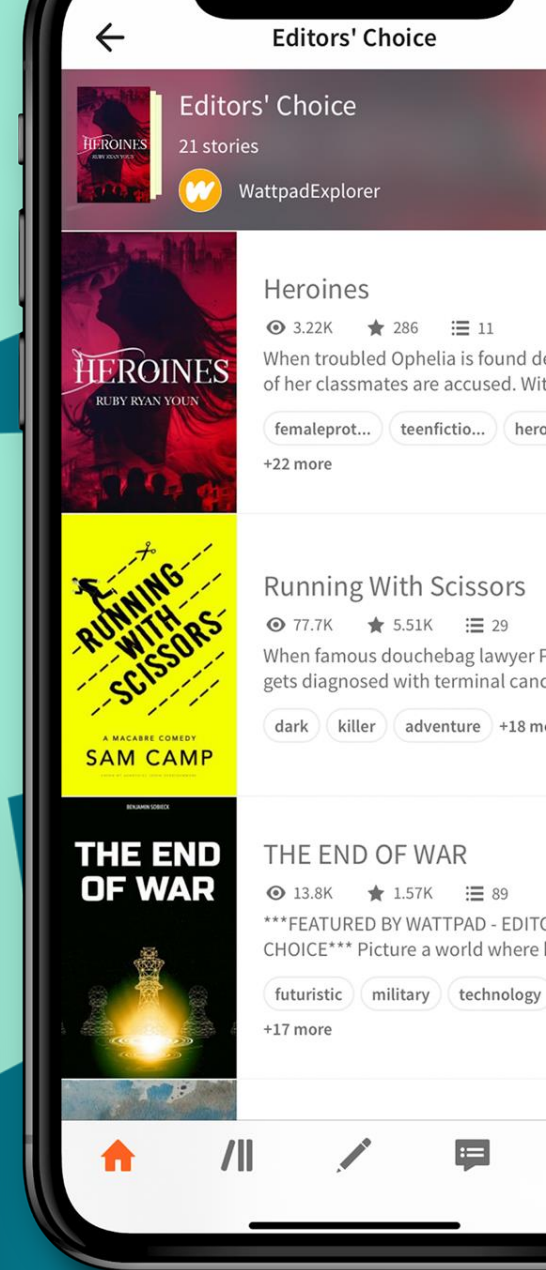 Editors' Choice
HEROINES
RUBY RYAN YOUN
Editors' Choice
21 stories
WattpadExplorer
HEROINES
RUBY RYAN YOUN
Heroines
3.22K 286 11
When troubled Ophelia is found de
of her classmates are accused. Wit
femaleprot... teenfictio... hero
+22 more
RUNNING
WITH
SCISSORS
A MACABRE COMEDY
SAM CAMP
Running With Scissors
77.7K 5.51K 29
When famous douchebag lawyer P
gets diagnosed with terminal canc
dark killer adventure +18 mo
BENJAMIN SOBIECK
THE END
OF WAR
THE END OF WAR
13.8K 1.57K 89
***FEATURED BY WATTPAD - EDITO
CHOICE*** Picture a world where
futuristic military technology
+17 more